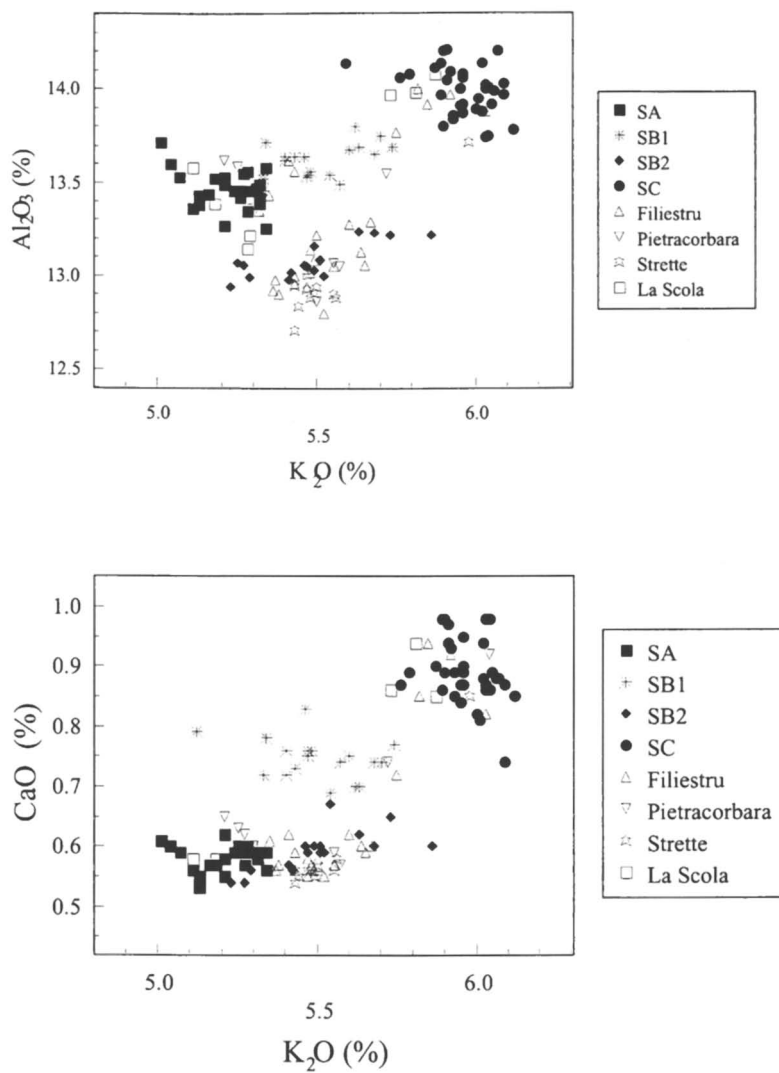 14.0
13.5
13.0
12.5
Al₂O₃ (%)
5.0
5.5
6.0
K₂O (%)
SA
SB1
SB2
SC
Filiestru
Pietracorbara
Strette
La Scola
1.0
0.9
0.8
0.7
0.6
0.5
CaO (%)
5.0
5.5
6.0
K₂O (%)
SA
SB1
SB2
SC
Filiestru
Pietracorbara
Strette
La Scola